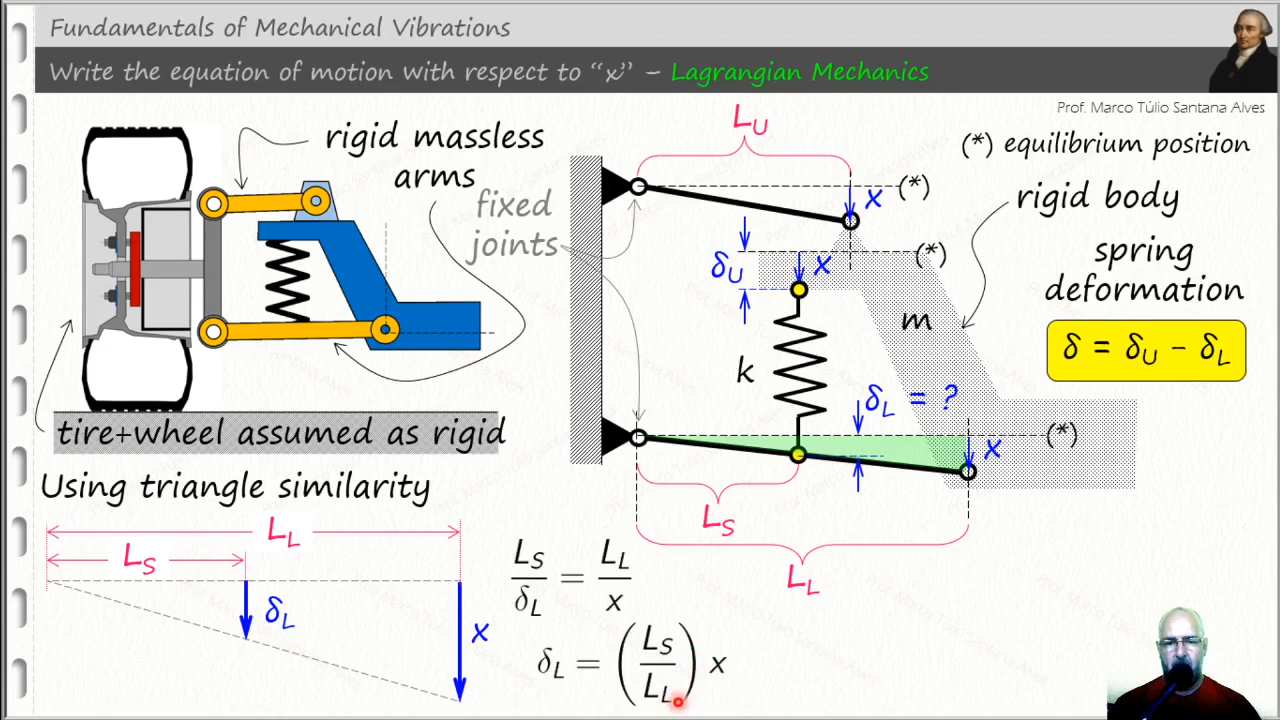 Fundamentals of Mechanical Vibrations
Write the equation of motion with respect to “x” – Lagrangian Mechanics
Prof. Marco Túlio Santana Alves
rigid massless
arms
fixed
joints
L_U
(*) equilibrium position
x
(*)
rigid body
δ_U
x
(*)
spring
deformation
m
δ = δ_U - δ_L
k
δ_L = ?
tire+wheel assumed as rigid
(*)
x
Using triangle similarity
L_S
L_L
L_L
L_S
δ_L
x
L_S / δ_L = L_L / x
δ_L = (L_S / L_L) x